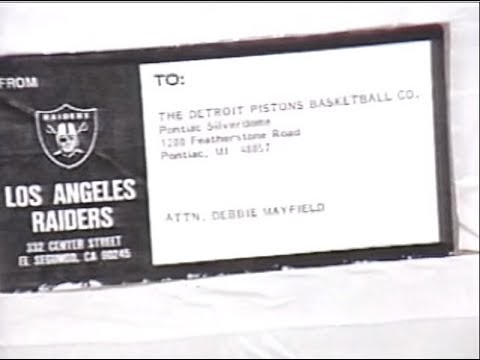 FROM
RAIDERS
LOS ANGELES
RAIDERS
332 CENTER STREET
EL SEGUNDO, CA 90245
TO:
THE DETROIT PISTONS BASKETBALL CO.
Pontiac Silverdome
1200 Featherstone Road
Pontiac, MI 48057
ATTN. DEBBIE MAYFIELD